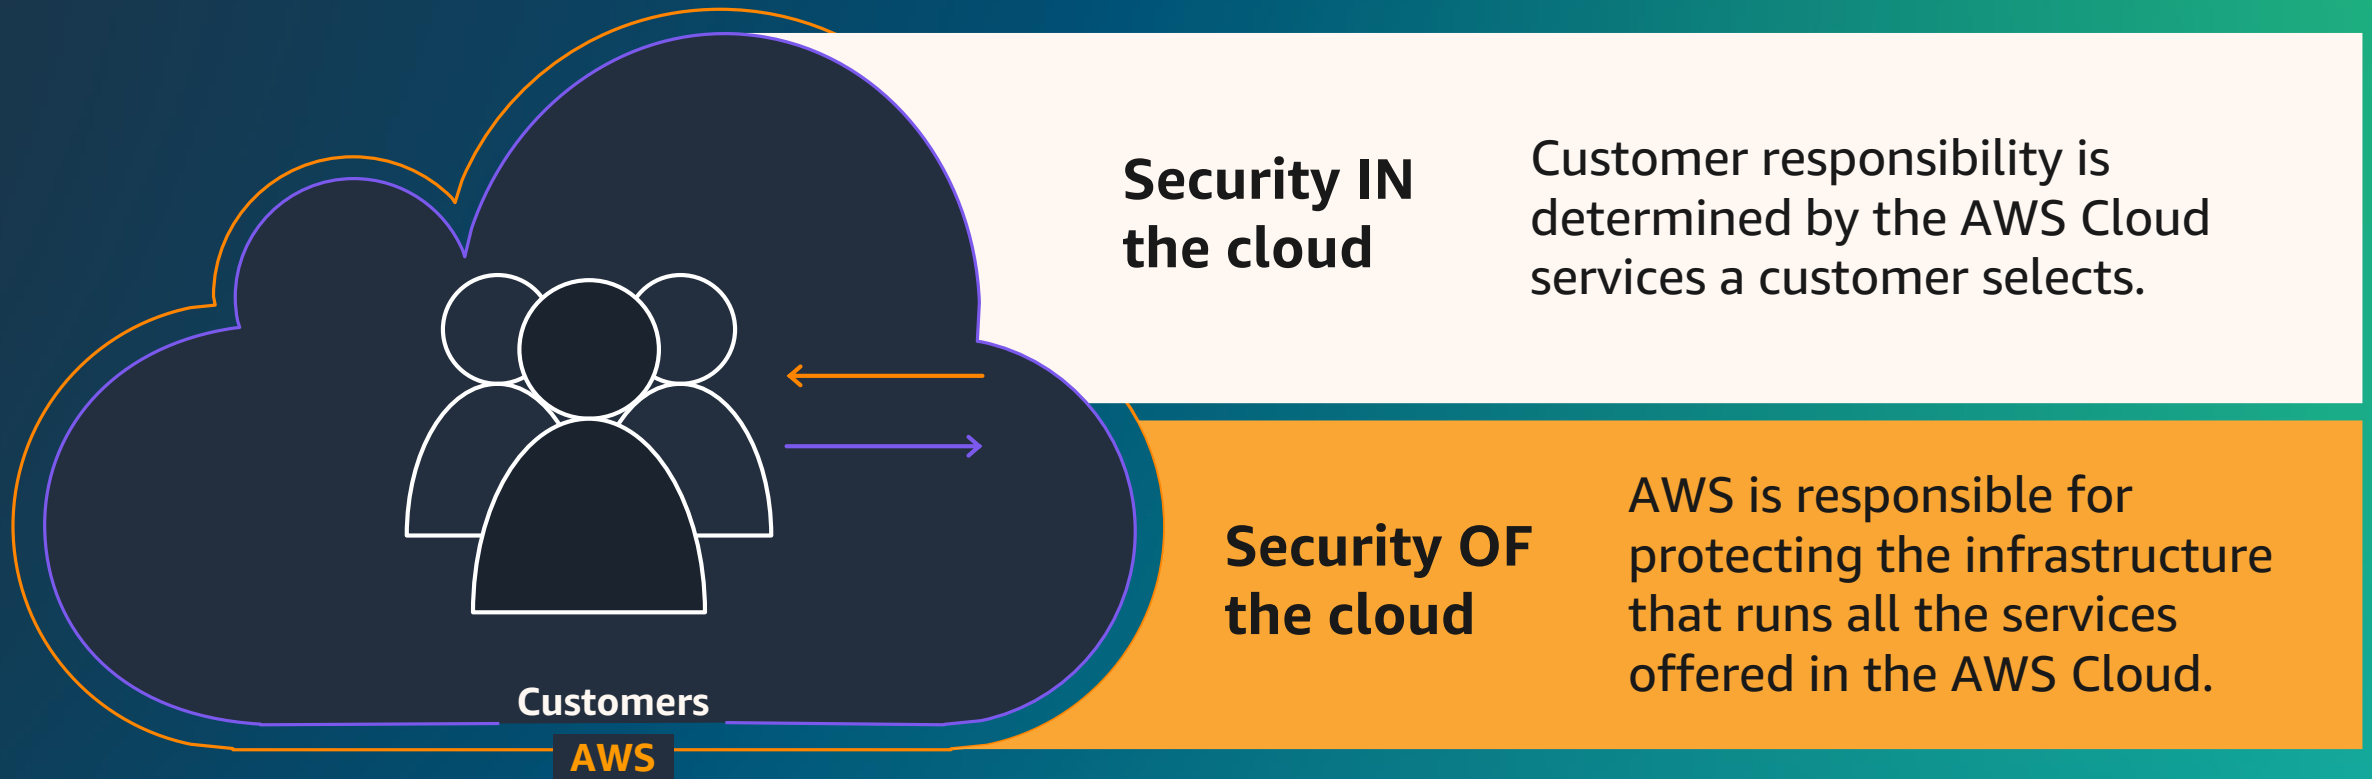 Security IN
the cloud
Customer responsibility is
determined by the AWS Cloud
services a customer selects.
Security OF
the cloud
AWS is responsible for
protecting the infrastructure
that runs all the services
offered in the AWS Cloud.
Customers
AWS